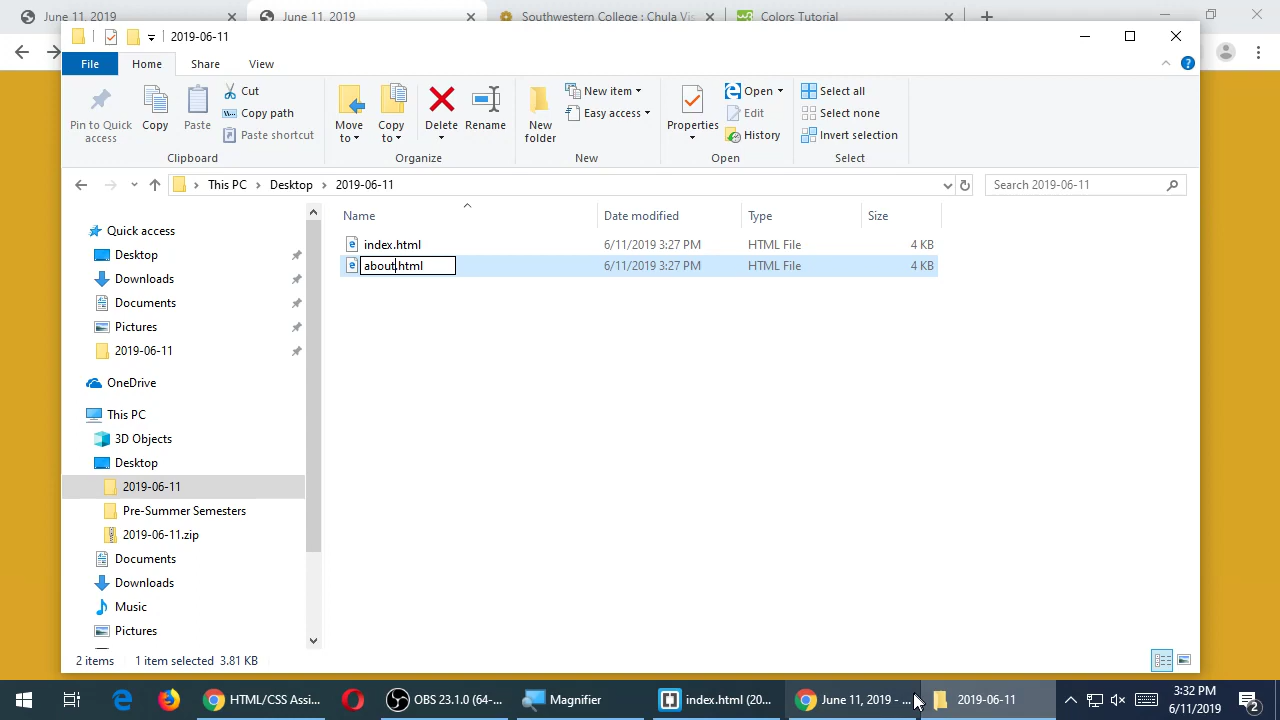 June 11, 2019
June 11, 2019
Southwestern College : Chula Vis
Colors Tutorial
2019-06-11
File
Home
Share
View
Pin to Quick access
Copy
Paste
Cut
Copy path
Paste shortcut
Clipboard
Move to
Copy to
Delete
Rename
Organize
New folder
New item
Easy access
New
Properties
Open
Edit
History
Open
Select all
Select none
Invert selection
Select
This PC
Desktop
2019-06-11
Search 2019-06-11
Name
Date modified
Type
Size
index.html 6/11/2019 3:27 PM HTML File 4 KB
about.html 6/11/2019 3:27 PM HTML File 4 KB
Quick access
Desktop
Downloads
Documents
Pictures
2019-06-11
OneDrive
This PC
3D Objects
Desktop
2019-06-11
Pre-Summer Semesters
2019-06-11.zip
Documents
Downloads
Music
Pictures
2 items 1 item selected 3.81 KB
HTML/CSS Assi...
OBS 23.1.0 (64-...
Magnifier
index.html (20...
June 11, 2019 - ...
2019-06-11
3:32 PM
6/11/2019
2